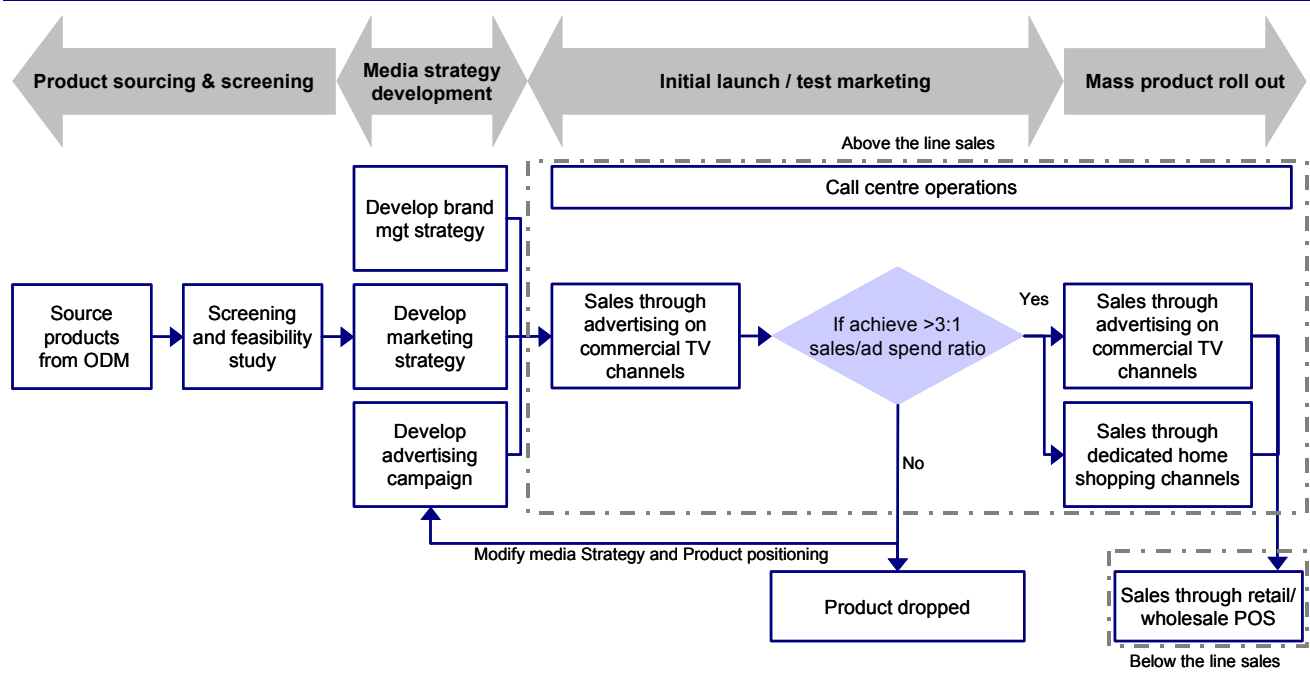 Product sourcing & screening
Media strategy
development
Initial launch / test marketing
Mass product roll out
Above the line sales
Call centre operations
Develop brand
mgt strategy
Source
products
from ODM
Screening
and feasibility
study
Develop
marketing
strategy
Sales through
advertising on
commercial TV
channels
If achieve >3:1
sales/ad spend ratio
Yes
Sales through
advertising on
commercial TV
channels
Develop
advertising
campaign
No
Sales through
dedicated home
shopping channels
Modify media Strategy and Product positioning
Product dropped
Sales through retail/
wholesale POS
Below the line sales